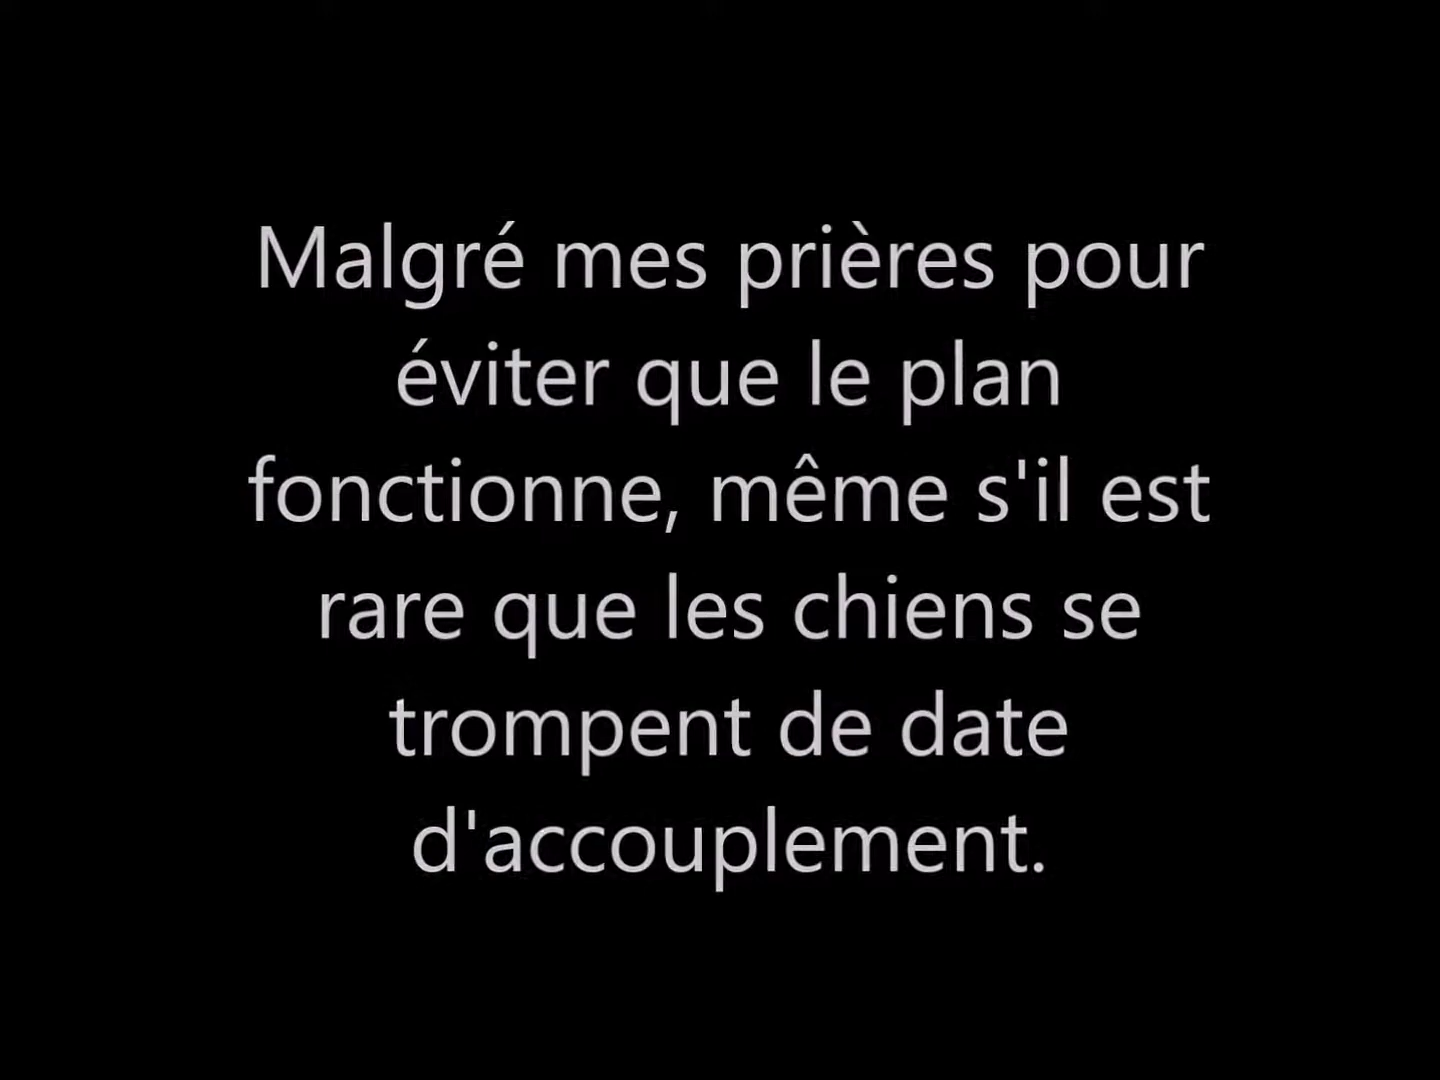 Malgré mes prières pour
éviter que le plan
fonctionne, même s'il est
rare que les chiens se
trompent de date
d'accouplement.